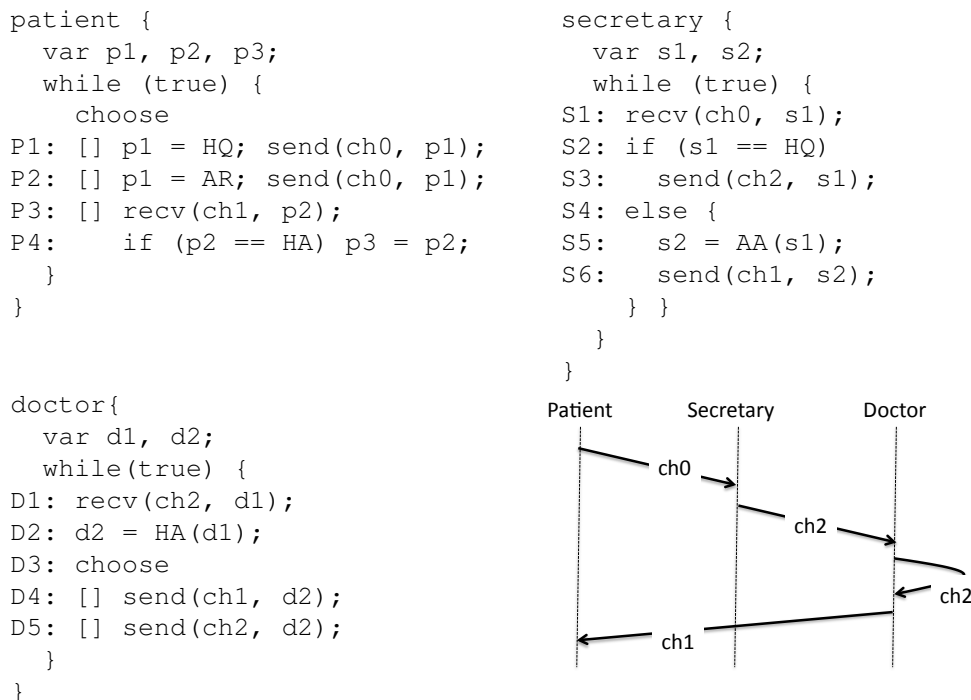 patient {
var p1, p2, p3;
while (true) {
choose
P1: [] p1 = HQ; send(ch0, p1);
P2: [] p1 = AR; send(ch0, p1);
P3: [] recv(ch1, p2);
P4: if (p2 == HA) p3 = p2;
}
}
secretary {
var s1, s2;
while (true) {
S1: recv(ch0, s1);
S2: if (s1 == HQ)
S3: send(ch2, s1);
S4: else {
S5: s2 = AA(s1);
S6: send(ch1, s2);
} }
}
}
doctor{
var d1, d2;
while(true) {
D1: recv(ch2, d1);
D2: d2 = HA(d1);
D3: choose
D4: [] send(ch1, d2);
D5: [] send(ch2, d2);
}
}
Patient Secretary Doctor
ch0
ch2
ch2
ch1